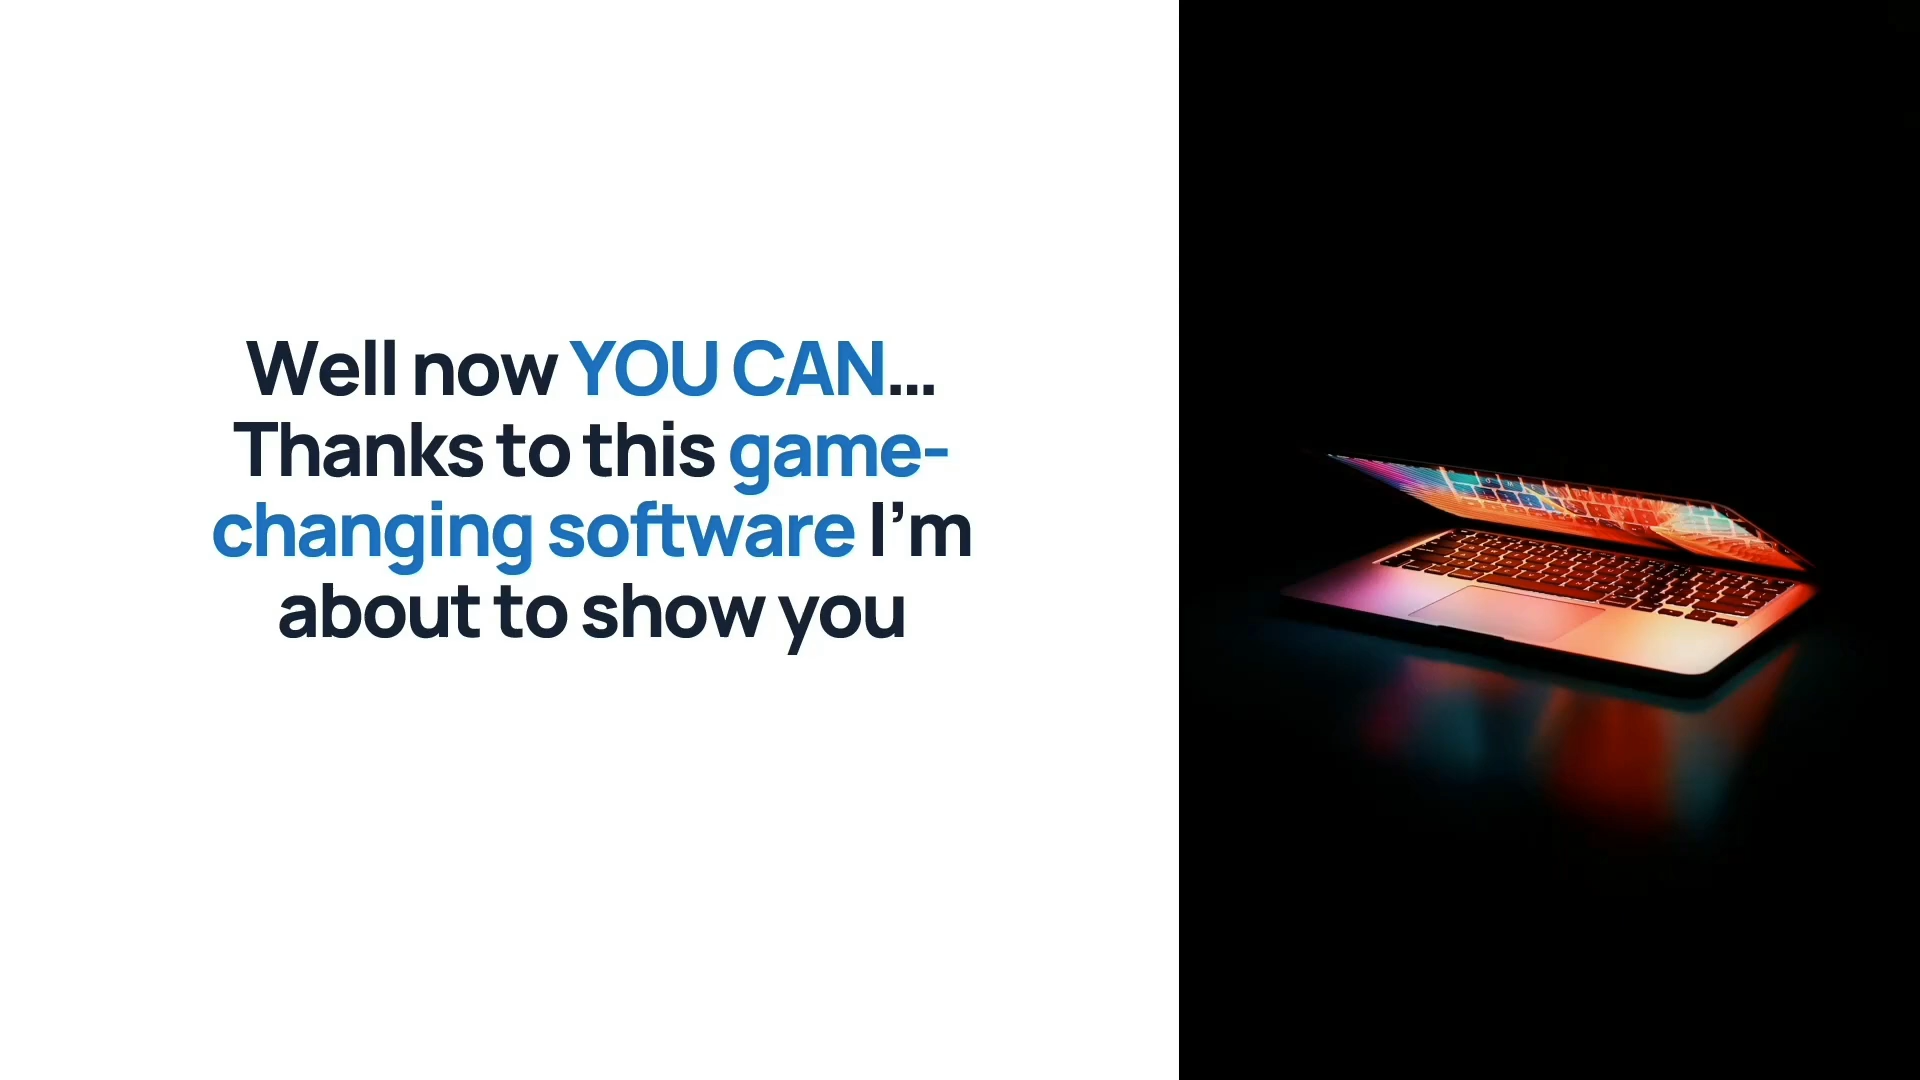 Well now YOU CAN...
Thanks to this game-
changing software I’m
about to show you